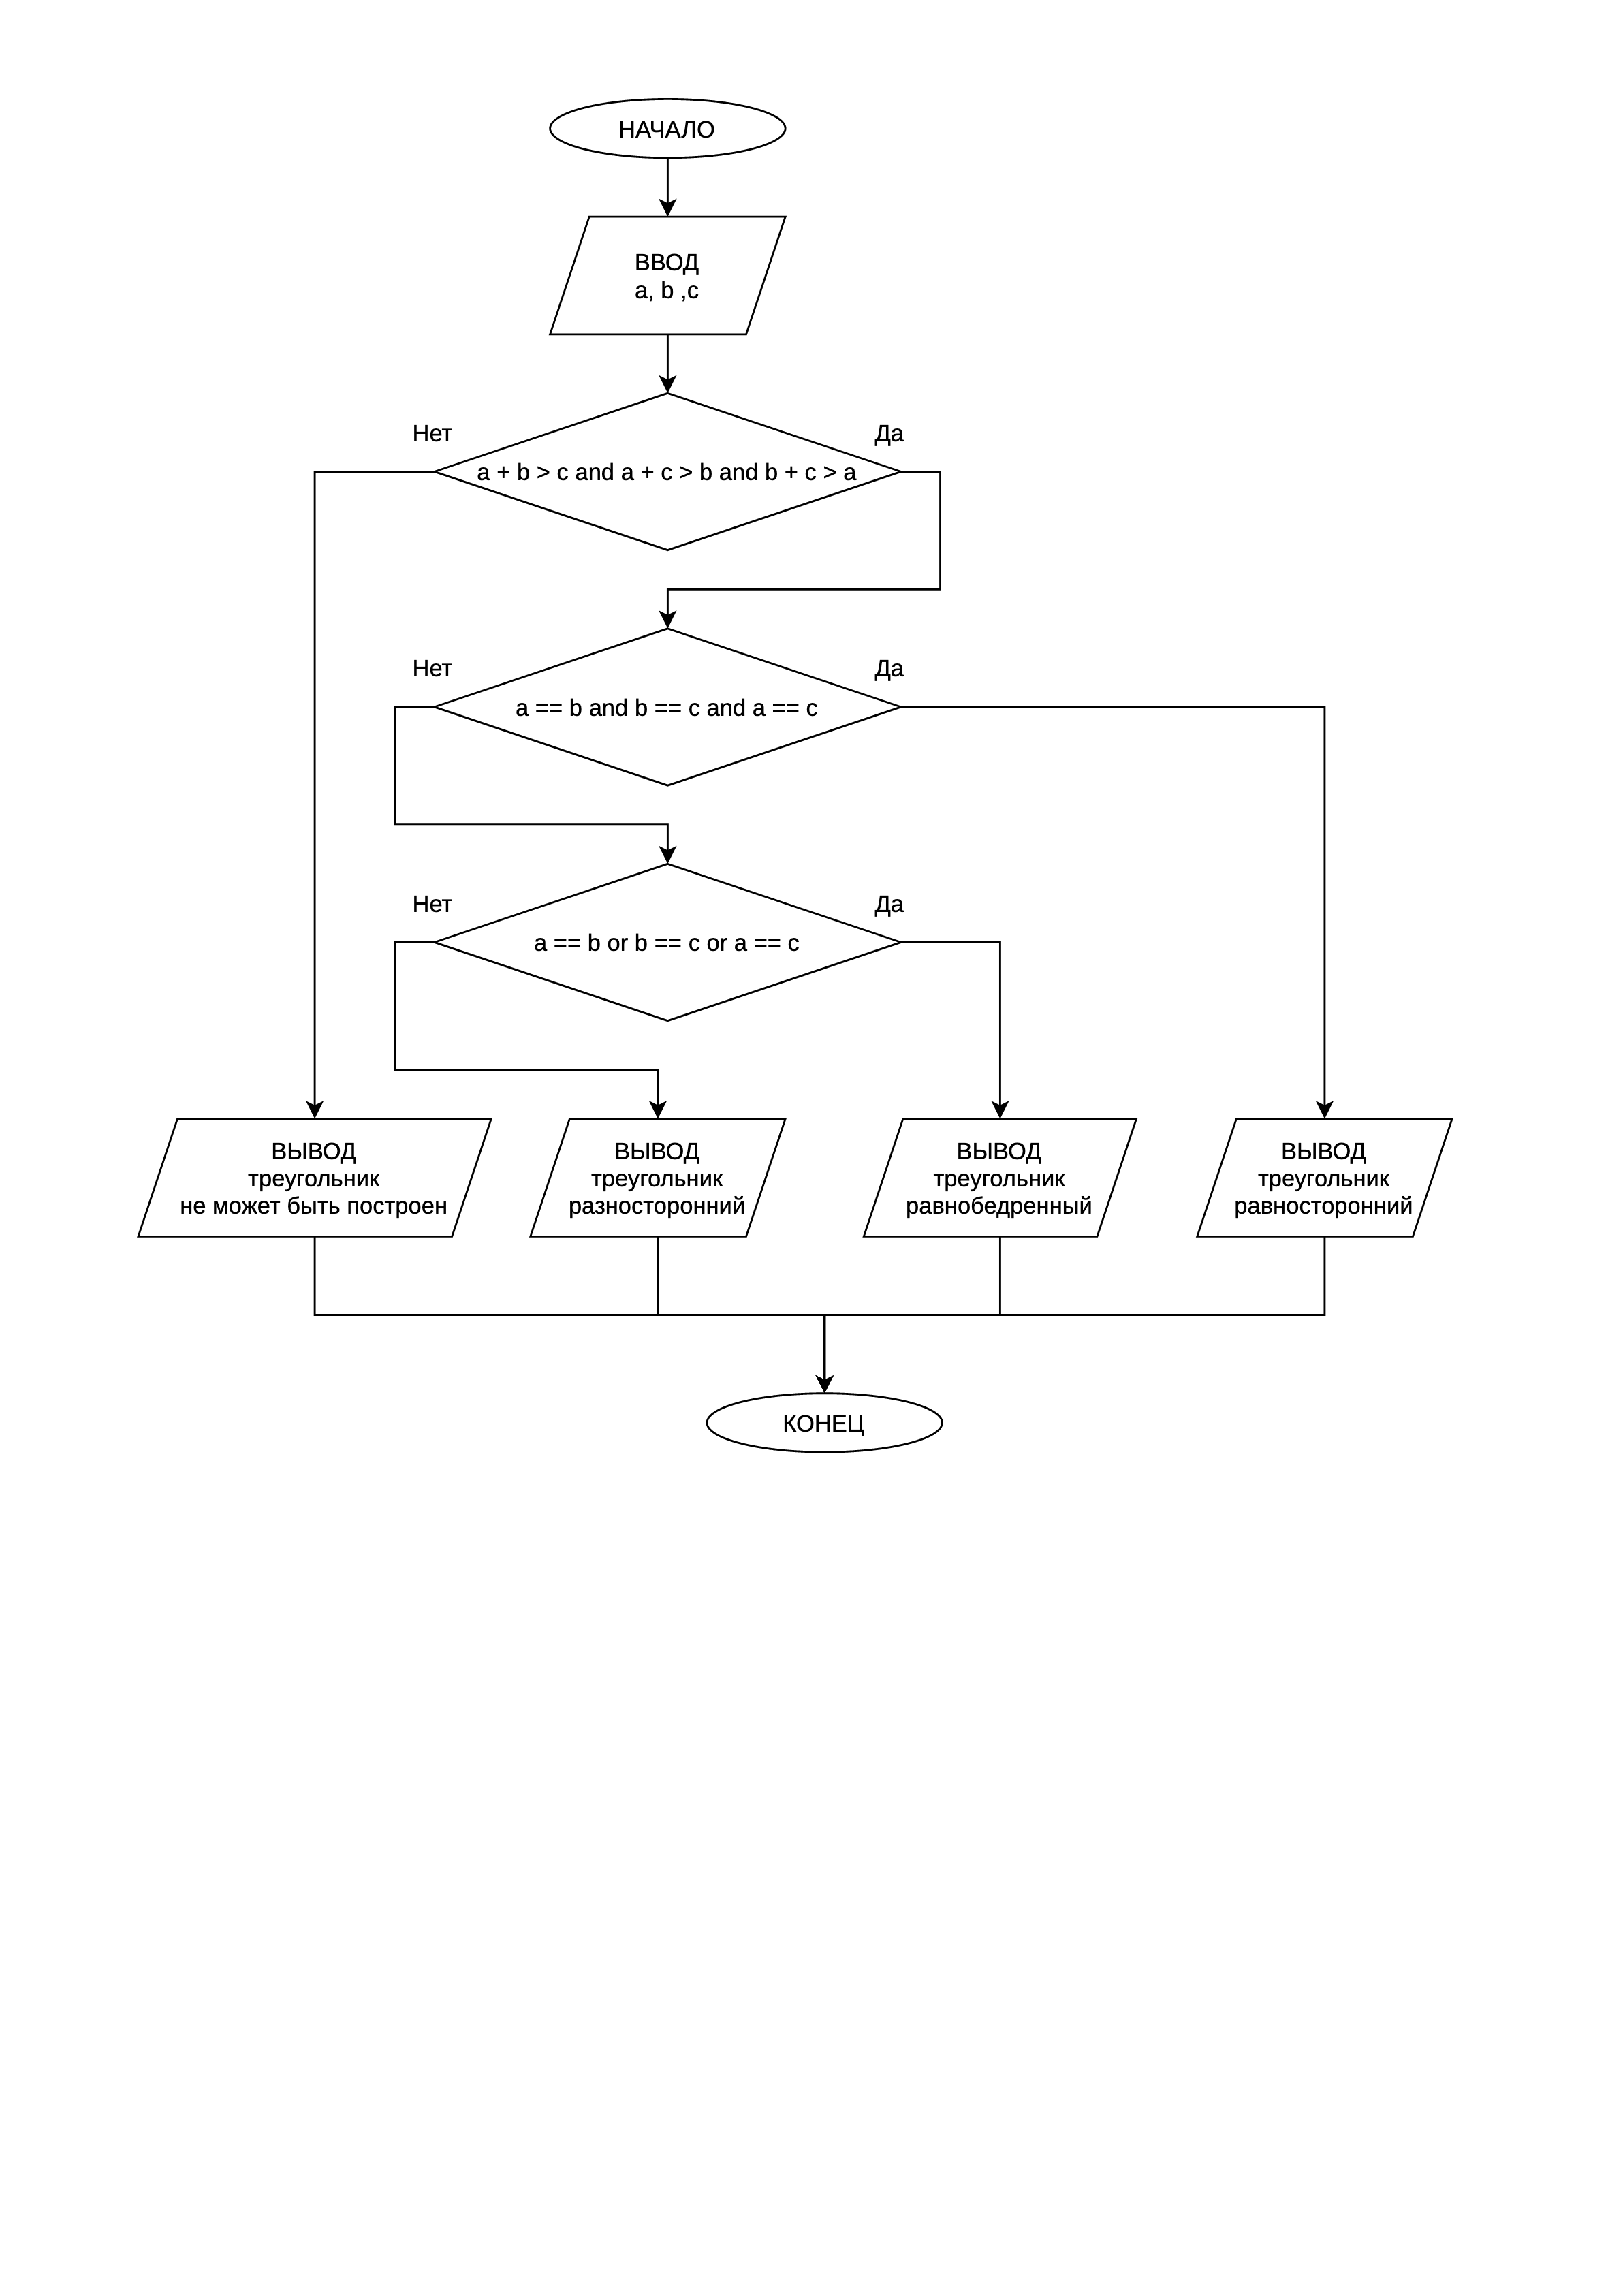 НАЧАЛО
ВВОД
a, b ,c
Нет
Да
a + b > c and a + c > b and b + c > a
Нет
Да
a == b and b == c and a == c
Нет
Да
a == b or b == c or a == c
ВЫВОД
треугольник
не может быть построен
ВЫВОД
треугольник
разносторонний
ВЫВОД
треугольник
равнобедренный
ВЫВОД
треугольник
равносторонний
КОНЕЦ